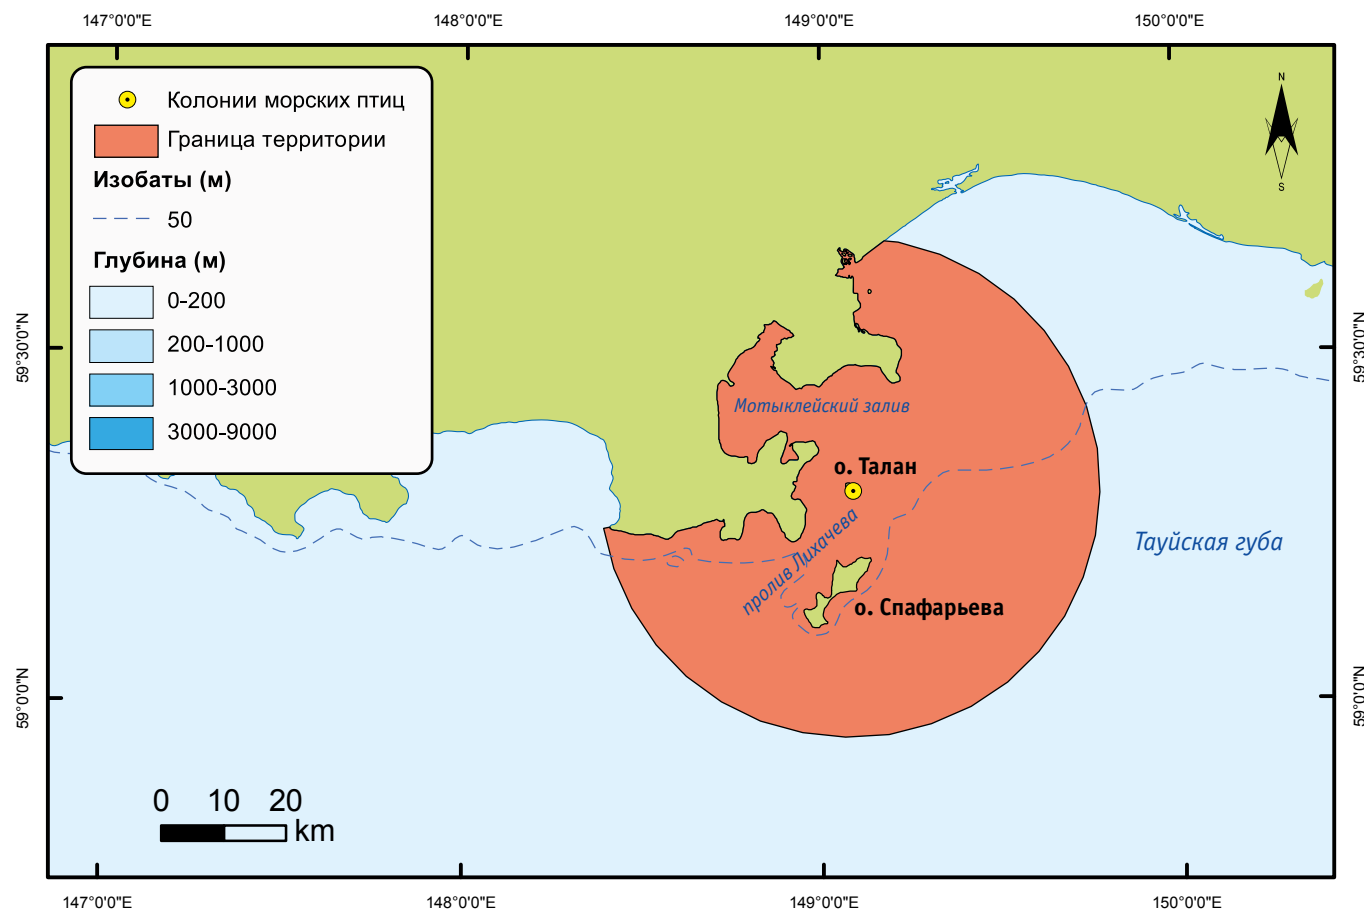 147°0'0"E 148°0'0"E 149°0'0"E 150°0'0"E
N
S
Колонии морских птиц
Граница территории
Изобаты (м)
50
Глубина (м)
0-200
200-1000
1000-3000
3000-9000
59°30'0"N
59°30'0"N
Мотыклейский залив
о. Талан
пролив Лихачева
Тауйская губа
о. Спафарьева
59°0'0"N
59°0'0"N
0 10 20
km
147°0'0"E 148°0'0"E 149°0'0"E 150°0'0"E